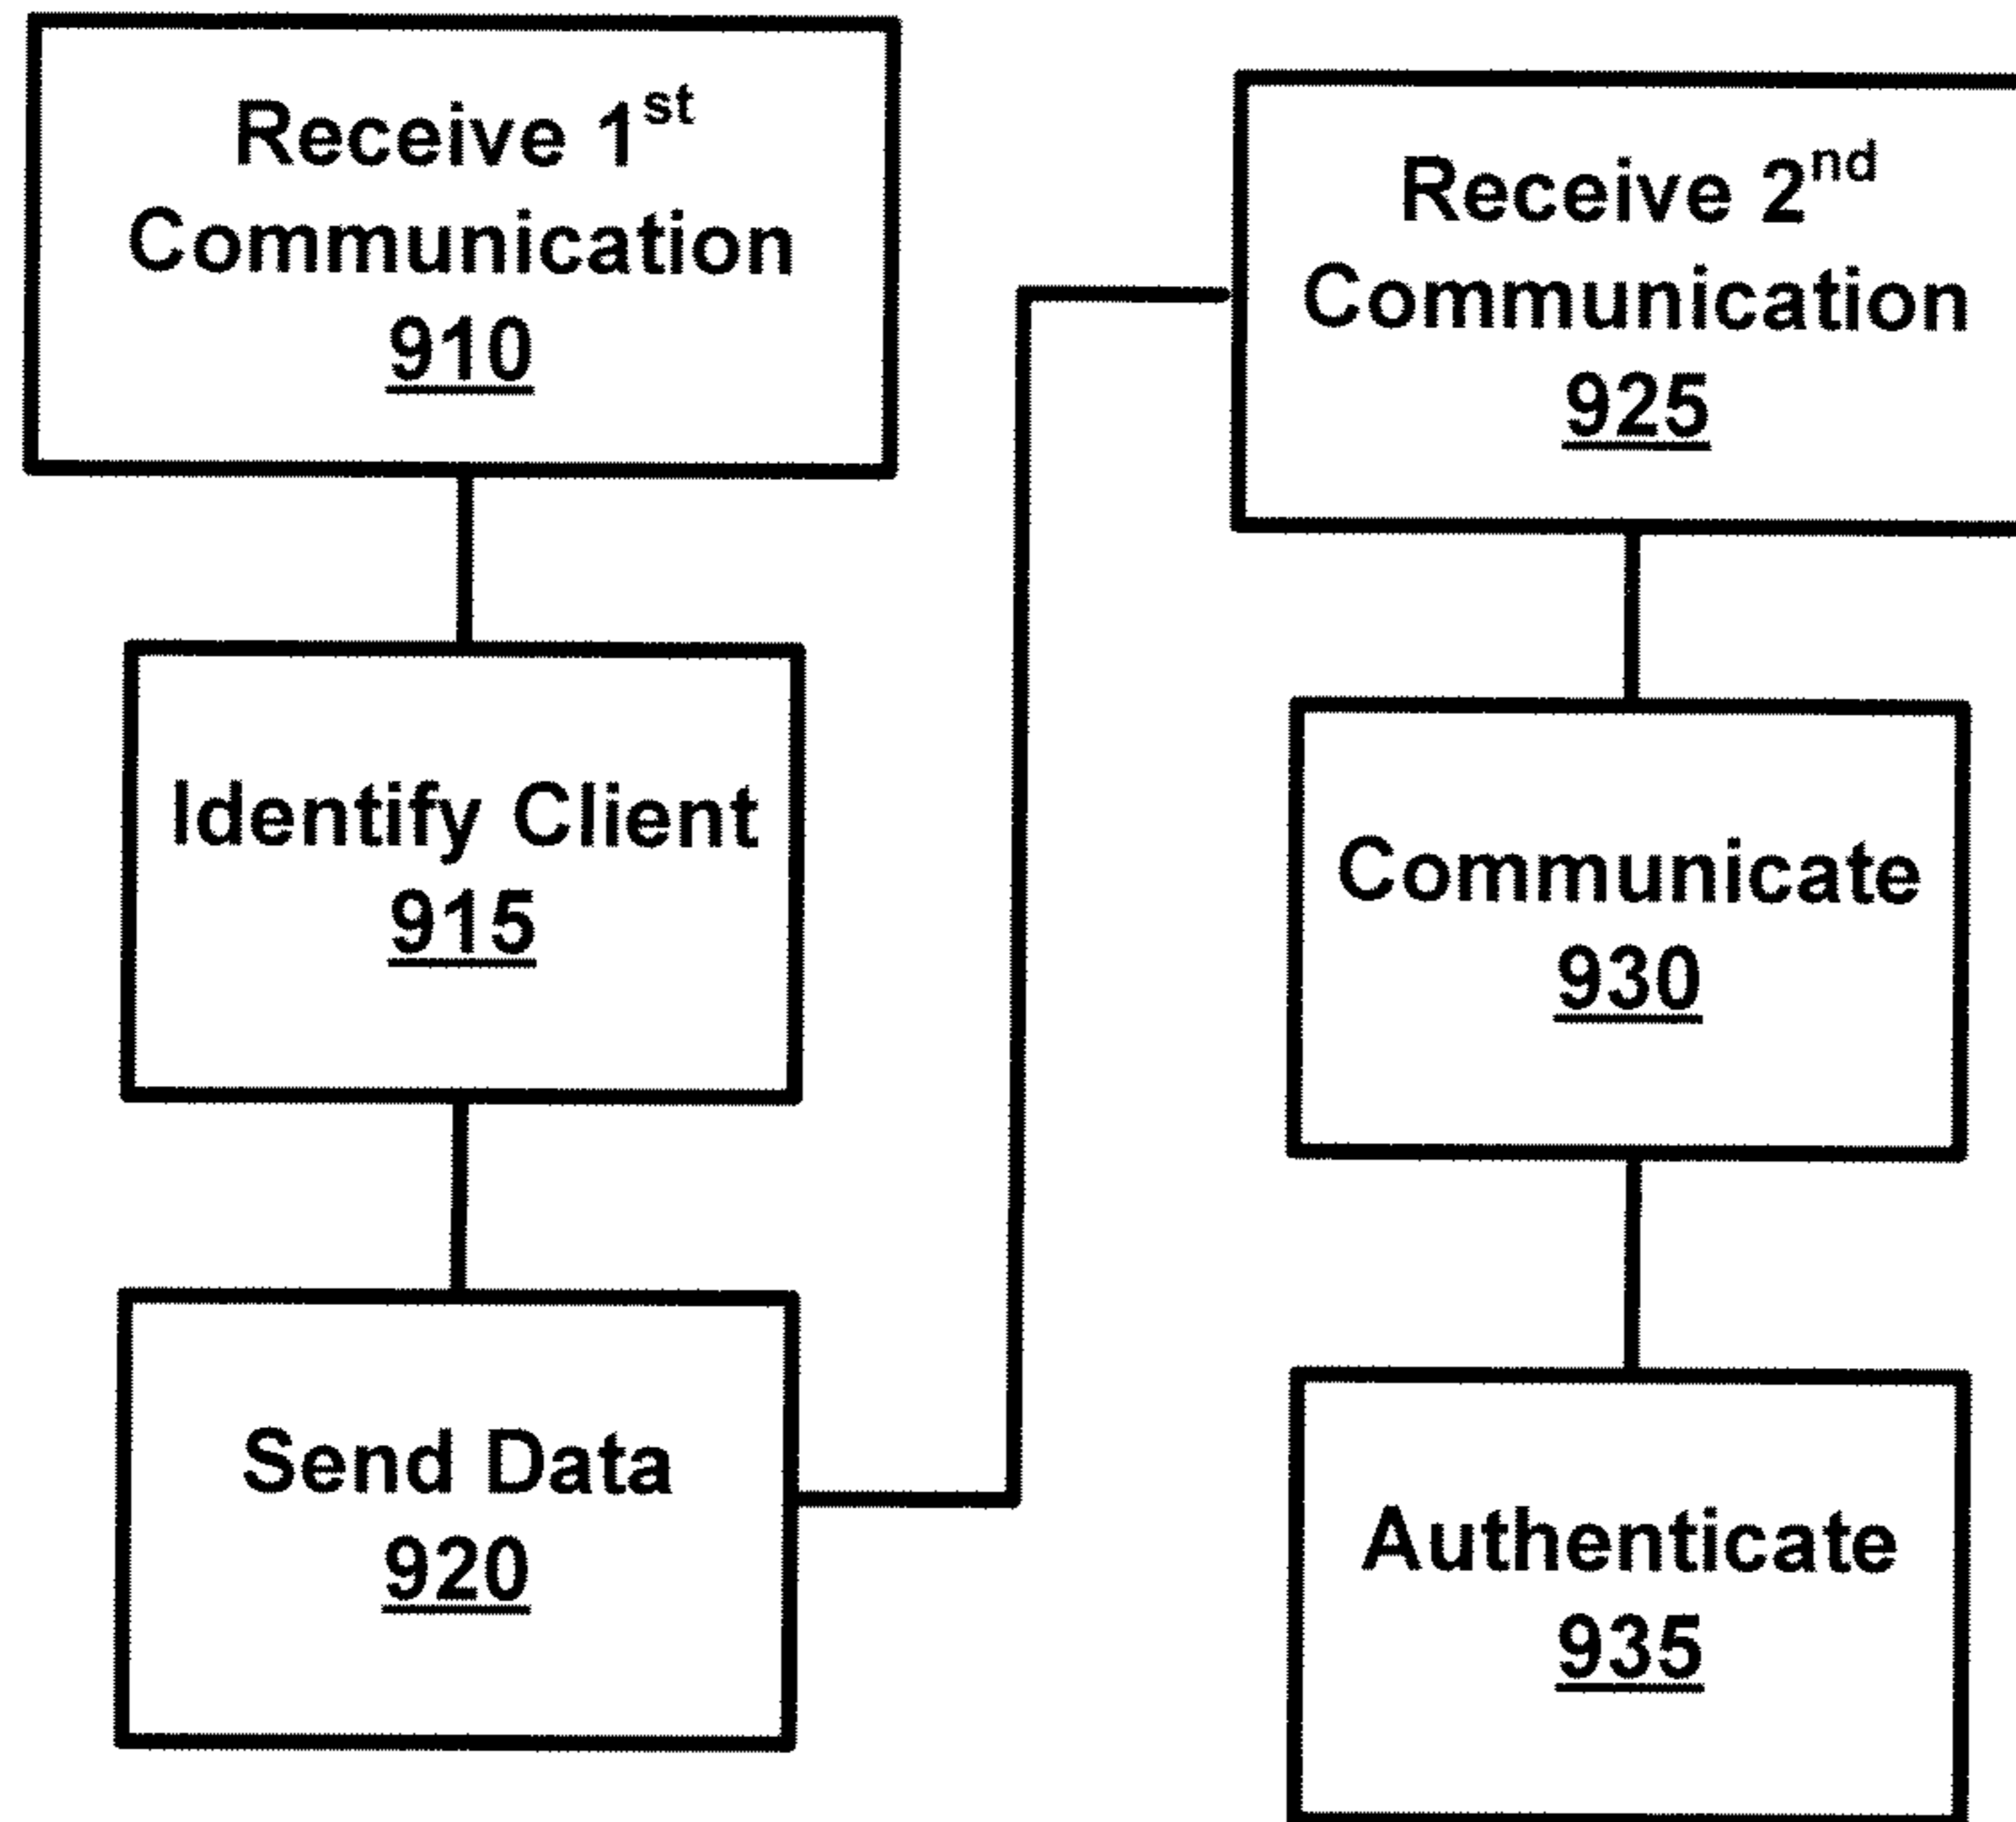 Receive 1st
Communication
910
Identify Client
915
Send Data
920
Receive 2nd
Communication
925
Communicate
930
Authenticate
935